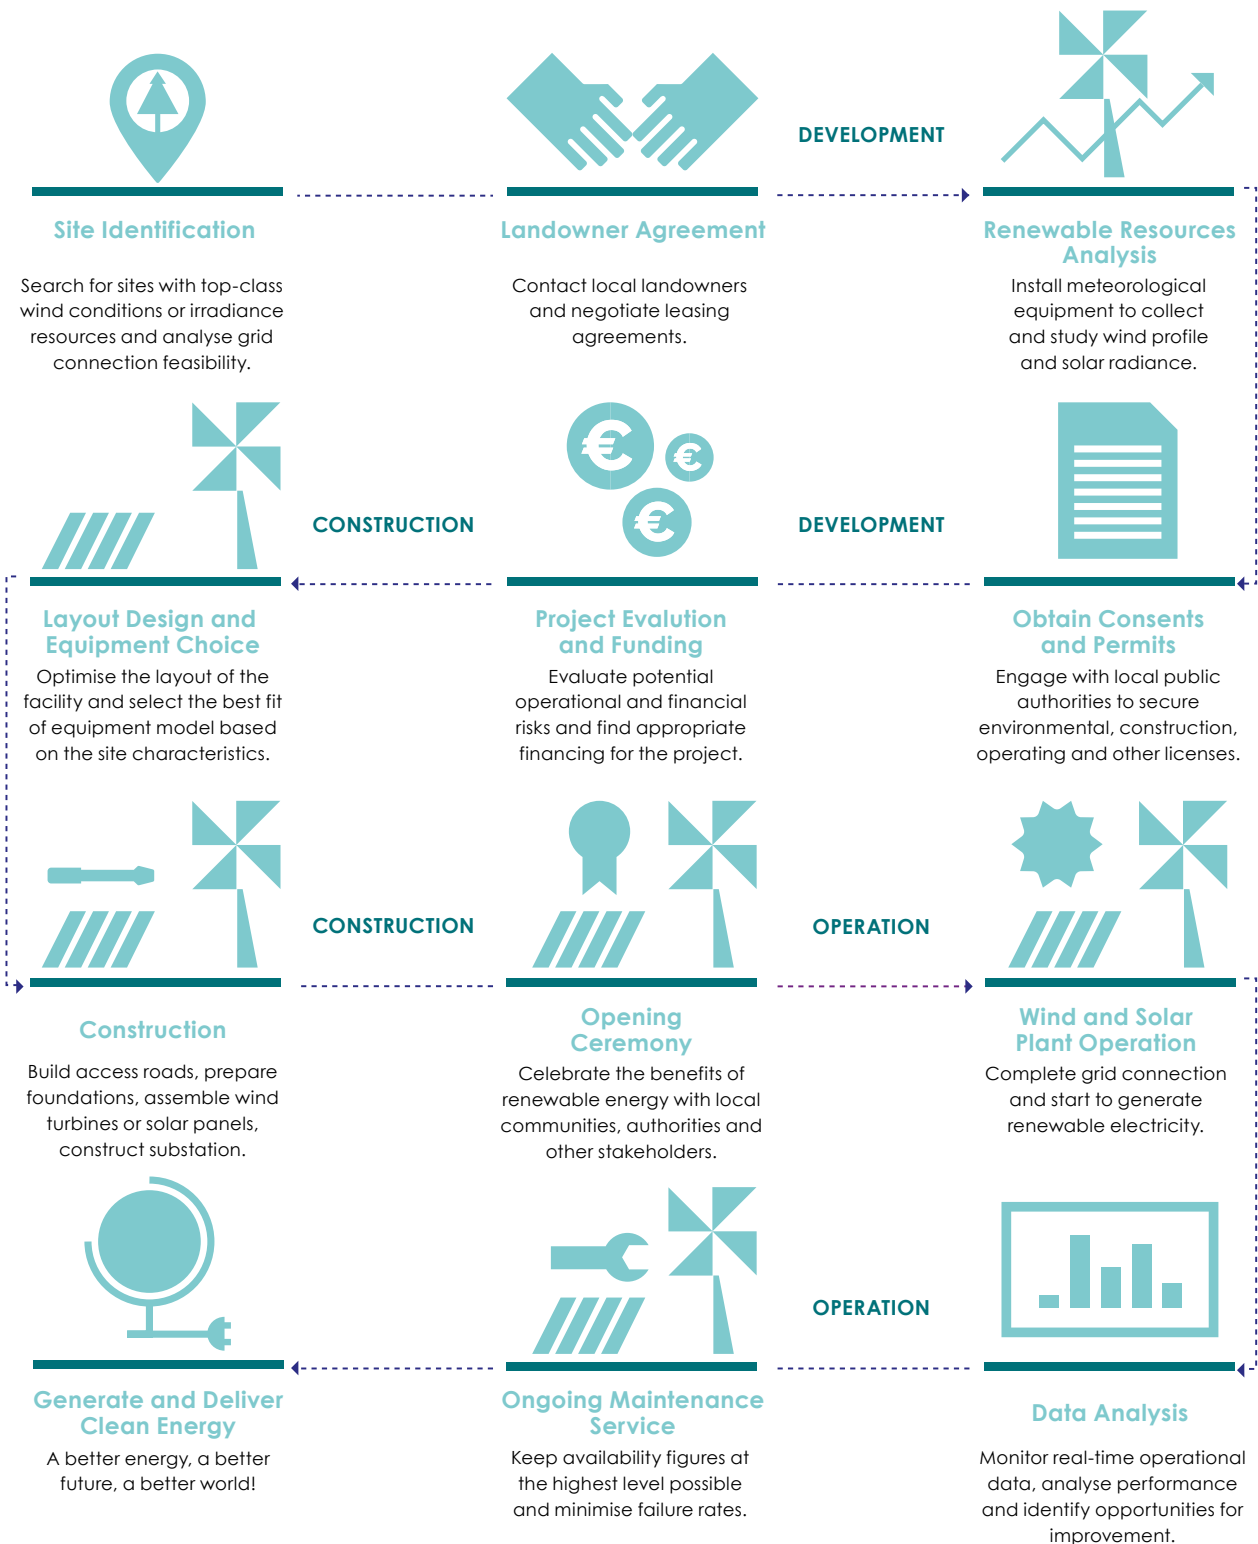 DEVELOPMENT
Site Identification
Search for sites with top-class
wind conditions or irradiance
resources and analyse grid
connection feasibility.
Landowner Agreement
Contact local landowners
and negotiate leasing
agreements.
Renewable Resources
Analysis
Install meteorological
equipment to collect
and study wind profile
and solar radiance.
CONSTRUCTION
DEVELOPMENT
Layout Design and
Equipment Choice
Optimise the layout of the
facility and select the best fit
of equipment model based
on the site characteristics.
€
€
€
Project Evalution
and Funding
Evaluate potential
operational and financial
risks and find appropriate
financing for the project.
Obtain Consents
and Permits
Engage with local public
authorities to secure
environmental, construction,
operating and other licenses.
CONSTRUCTION
OPERATION
Construction
Build access roads, prepare
foundations, assemble wind
turbines or solar panels,
construct substation.
Opening
Ceremony
Celebrate the benefits of
renewable energy with local
communities, authorities and
other stakeholders.
Wind and Solar
Plant Operation
Complete grid connection
and start to generate
renewable electricity.
OPERATION
Generate and Deliver
Clean Energy
A better energy, a better
future, a better world!
Ongoing Maintenance
Service
Keep availability figures at
the highest level possible
and minimise failure rates.
Data Analysis
Monitor real-time operational
data, analyse performance
and identify opportunities for
improvement.